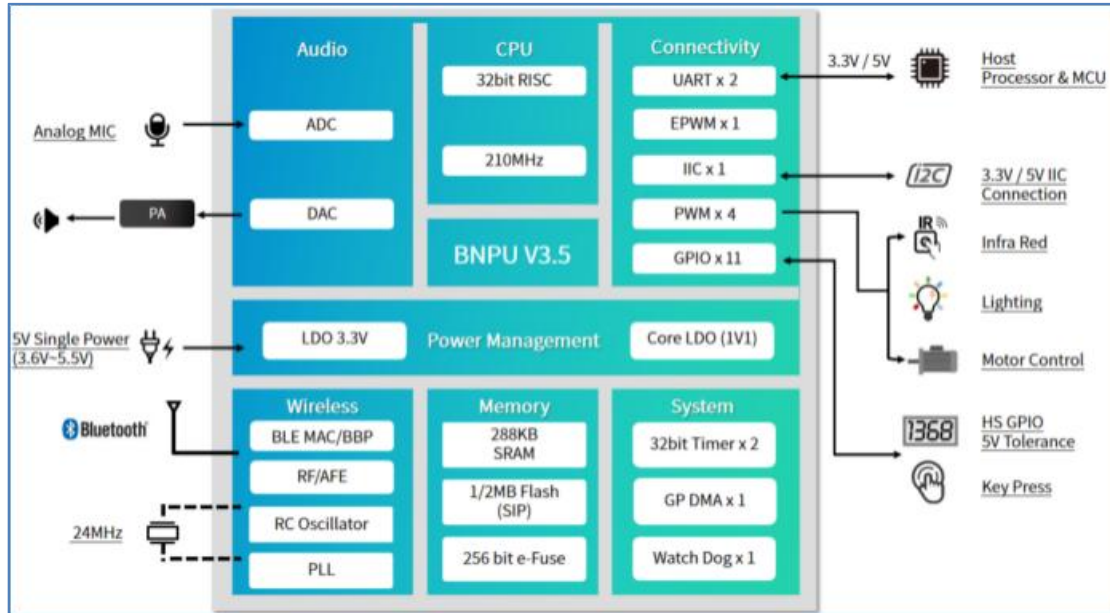 Audio
ADC
DAC
CPU
32bit RISC
210MHz
BNPU V3.5
Connectivity
UART x 2
EPWM x 1
IIC x 1
PWM x 4
GPIO x 11
Analog MIC
PA
5V Single Power
(3.6V~5.5V)
LDO 3.3V
Power Management
Core LDO (1V1)
Bluetooth
24MHz
Wireless
BLE MAC/BBP
RF/AFE
RC Oscillator
PLL
Memory
288KB
SRAM
1/2MB Flash
(SIP)
256 bit e-Fuse
System
32bit Timer x 2
GP DMA x 1
Watch Dog x 1
3.3V / 5V
Host
Processor & MCU
I2C
3.3V / 5V IIC
Connection
IR
Infra Red
Lighting
Motor Control
1368
HS GPIO
5V Tolerance
Key Press